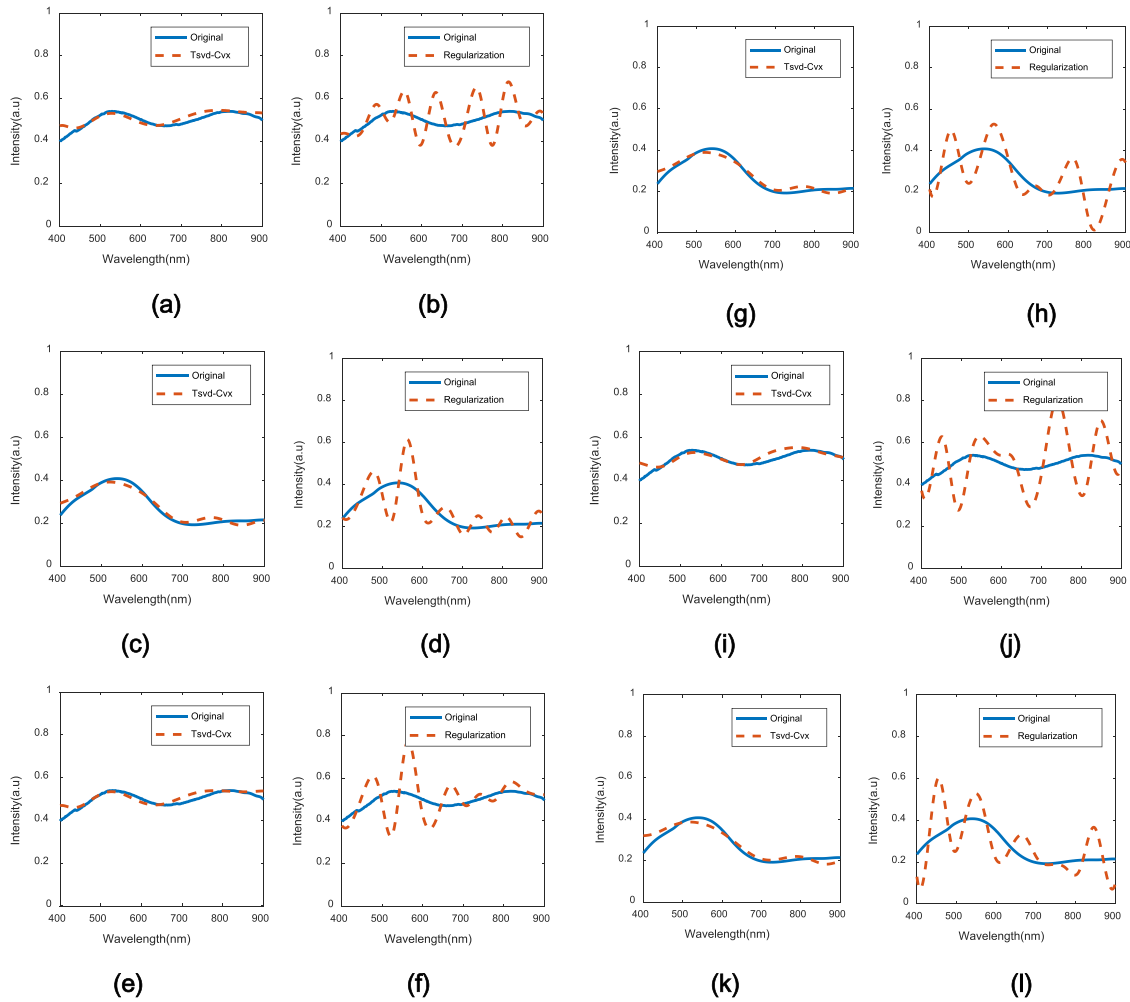 1
0.8
0.6
0.4
0.2
0
Intensity(a.u)
Original
Tsvd-Cvx
400 500 600 700 800 900
Wavelength(nm)
(a)
1
0.8
0.6
0.4
0.2
0
Intensity(a.u)
Original
Regularization
400 500 600 700 800 900
Wavelength(nm)
(b)
1
0.8
0.6
0.4
0.2
0
Intensity(a.u)
Original
Tsvd-Cvx
400 500 600 700 800 900
Wavelength(nm)
(g)
1
0.8
0.6
0.4
0.2
0
Intensity(a.u)
Original
Regularization
400 500 600 700 800 900
Wavelength(nm)
(h)
1
0.8
0.6
0.4
0.2
0
Intensity(a.u)
Original
Tsvd-Cvx
400 500 600 700 800 900
Wavelength(nm)
(c)
1
0.8
0.6
0.4
0.2
0
Intensity(a.u)
Original
Regularization
400 500 600 700 800 900
Wavelength(nm)
(d)
1
0.8
0.6
0.4
0.2
0
Intensity(a.u)
Original
Tsvd-Cvx
400 500 600 700 800 900
Wavelength(nm)
(i)
1
0.8
0.6
0.4
0.2
0
Intensity(a.u)
Original
Regularization
400 500 600 700 800 900
Wavelength(nm)
(j)
1
0.8
0.6
0.4
0.2
0
Intensity(a.u)
Original
Tsvd-Cvx
400 500 600 700 800 900
Wavelength(nm)
(e)
1
0.8
0.6
0.4
0.2
0
Intensity(a.u)
Original
Regularization
400 500 600 700 800 900
Wavelength(nm)
(f)
1
0.8
0.6
0.4
0.2
0
Intensity(a.u)
Original
Tsvd-Cvx
400 500 600 700 800 900
Wavelength(nm)
(k)
1
0.8
0.6
0.4
0.2
0
Intensity(a.u)
Original
Regularization
400 500 600 700 800 900
Wavelength(nm)
(l)